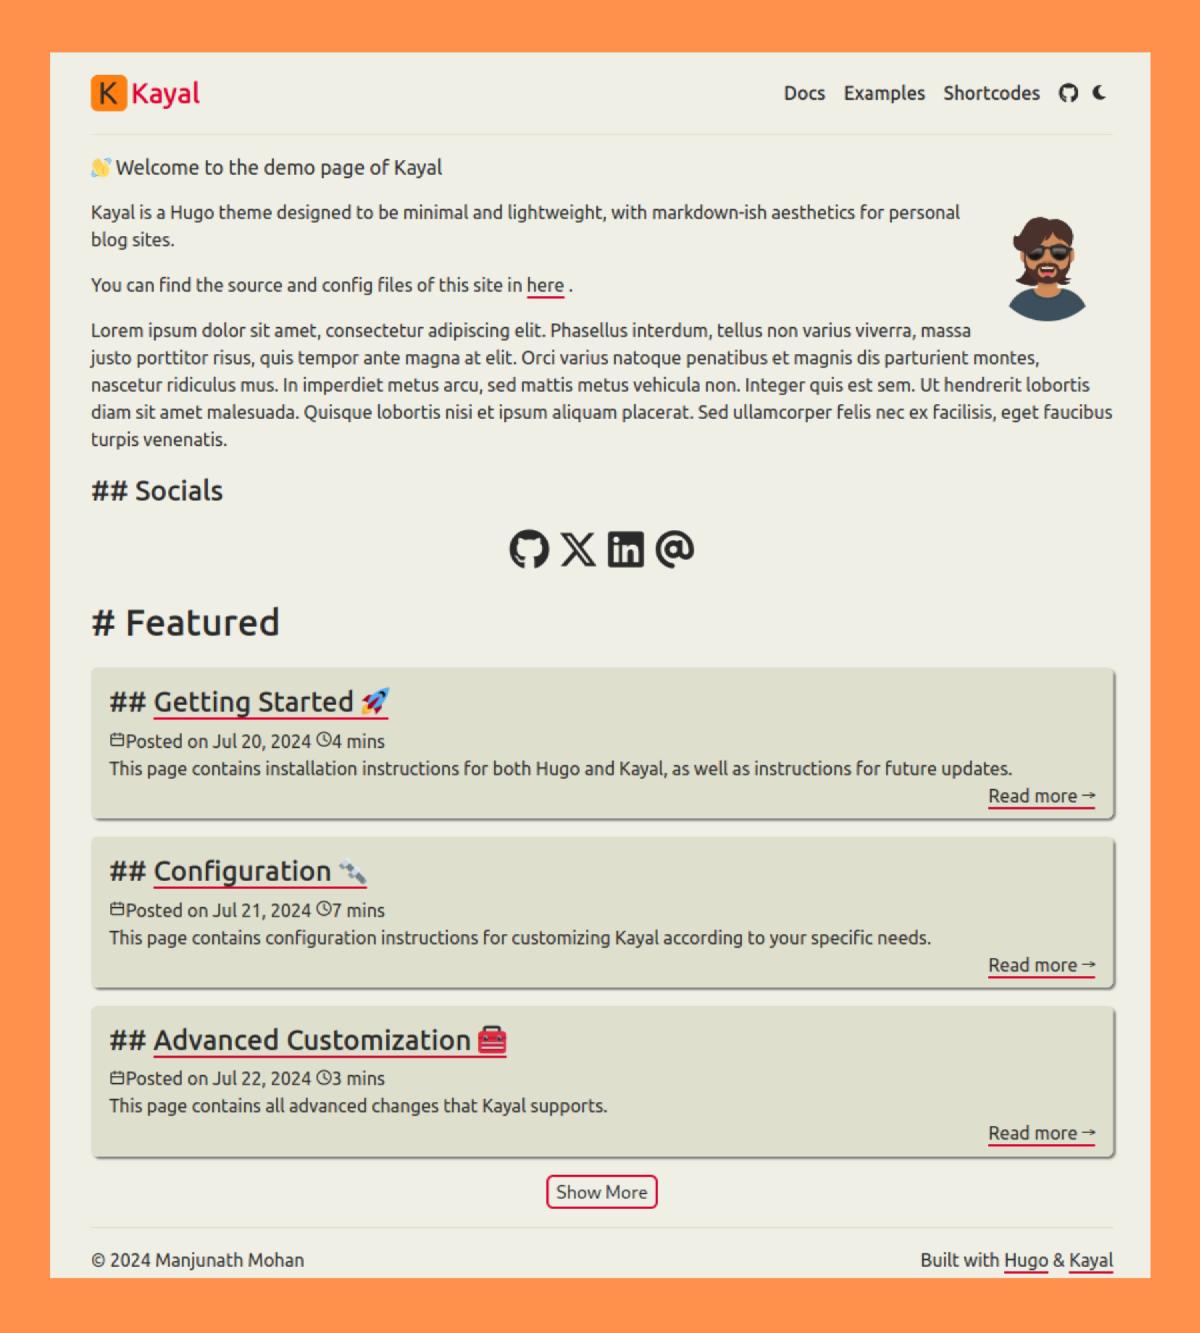 K Kayal
Docs Examples Shortcodes
👋 Welcome to the demo page of Kayal
Kayal is a Hugo theme designed to be minimal and lightweight, with markdown-ish aesthetics for personal
blog sites.
You can find the source and config files of this site in here .
Lorem ipsum dolor sit amet, consectetur adipiscing elit. Phasellus interdum, tellus non varius viverra, massa
justo porttitor risus, quis tempor ante magna at elit. Orci varius natoque penatibus et magnis dis parturient montes,
nascetur ridiculus mus. In imperdiet metus arcu, sed mattis metus vehicula non. Integer quis est sem. Ut hendrerit lobortis
diam sit amet malesuada. Quisque lobortis nisi et ipsum aliquam placerat. Sed ullamcorper felis nec ex facilisis, eget faucibus
turpis venenatis.
## Socials
# Featured
## Getting Started 🚀
Posted on Jul 20, 2024 4 mins
This page contains installation instructions for both Hugo and Kayal, as well as instructions for future updates.
Read more →
## Configuration 🔩
Posted on Jul 21, 2024 7 mins
This page contains configuration instructions for customizing Kayal according to your specific needs.
Read more →
## Advanced Customization 🧰
Posted on Jul 22, 2024 3 mins
This page contains all advanced changes that Kayal supports.
Read more →
Show More
© 2024 Manjunath Mohan
Built with Hugo & Kayal